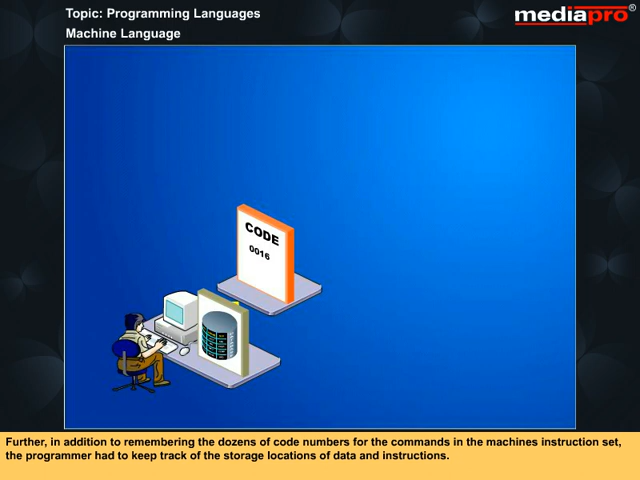 Topic: Programming Languages
mediapro®
Machine Language
CODE
0016
Further, in addition to remembering the dozens of code numbers for the commands in the machines instruction set,
the programmer had to keep track of the storage locations of data and instructions.